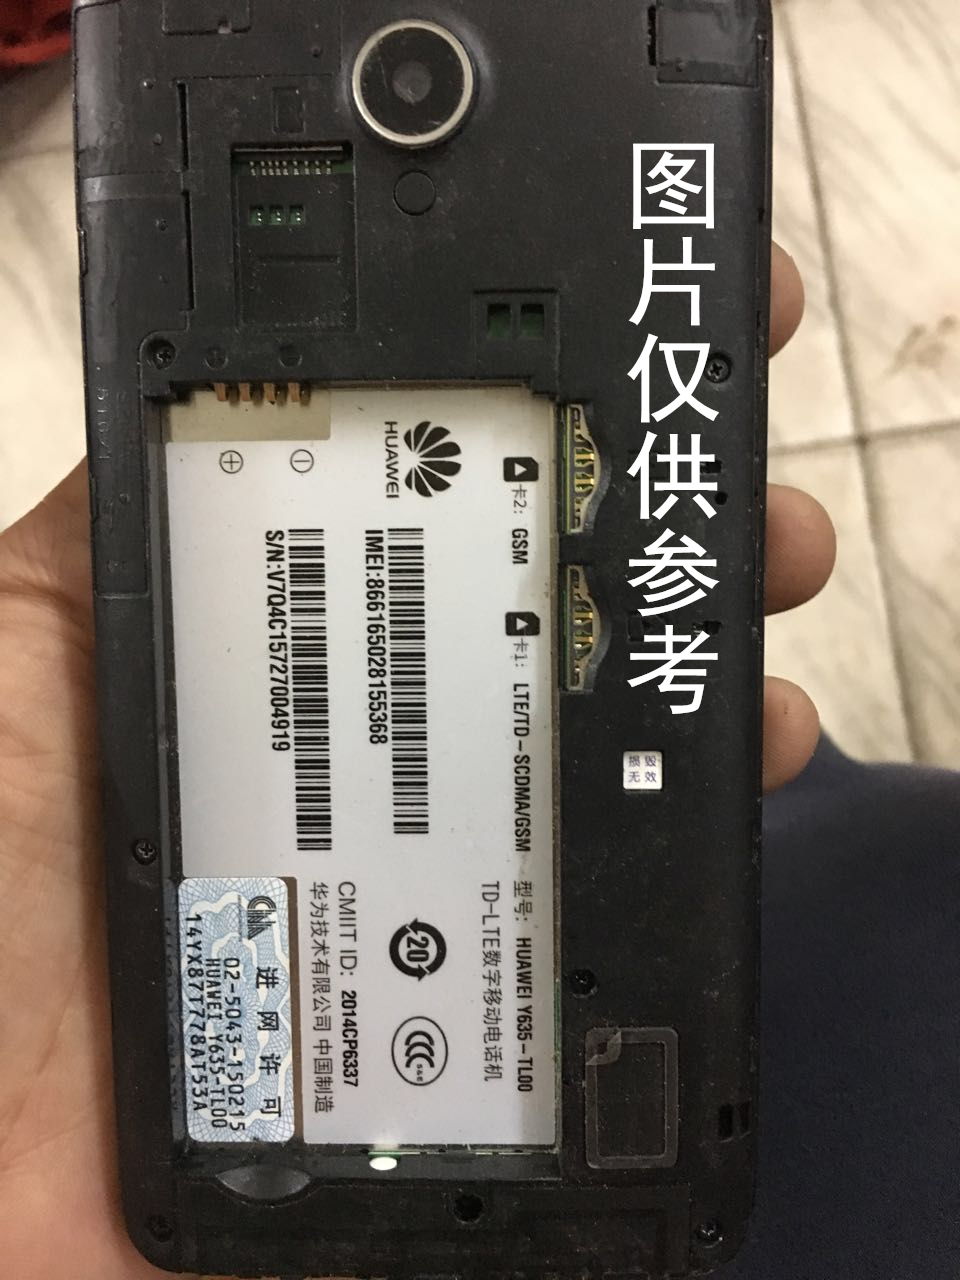 图片仅供参考
HUAWEI
卡2: GSM
卡1: LTE/TD-SCDMA/GSM
IMEI:866165028155368
S/N:V7Q4C15727004919
型号: HUAWEI Y635-TL00
TD-LTE数字移动电话机
20
CCC
S&E
CMIIT ID: 2014CP6337
华为技术有限公司 中国制造
进网许可
02-5043-150215
HUAWEI Y635-TL00
14YX87T778AT53A
损毁
无效